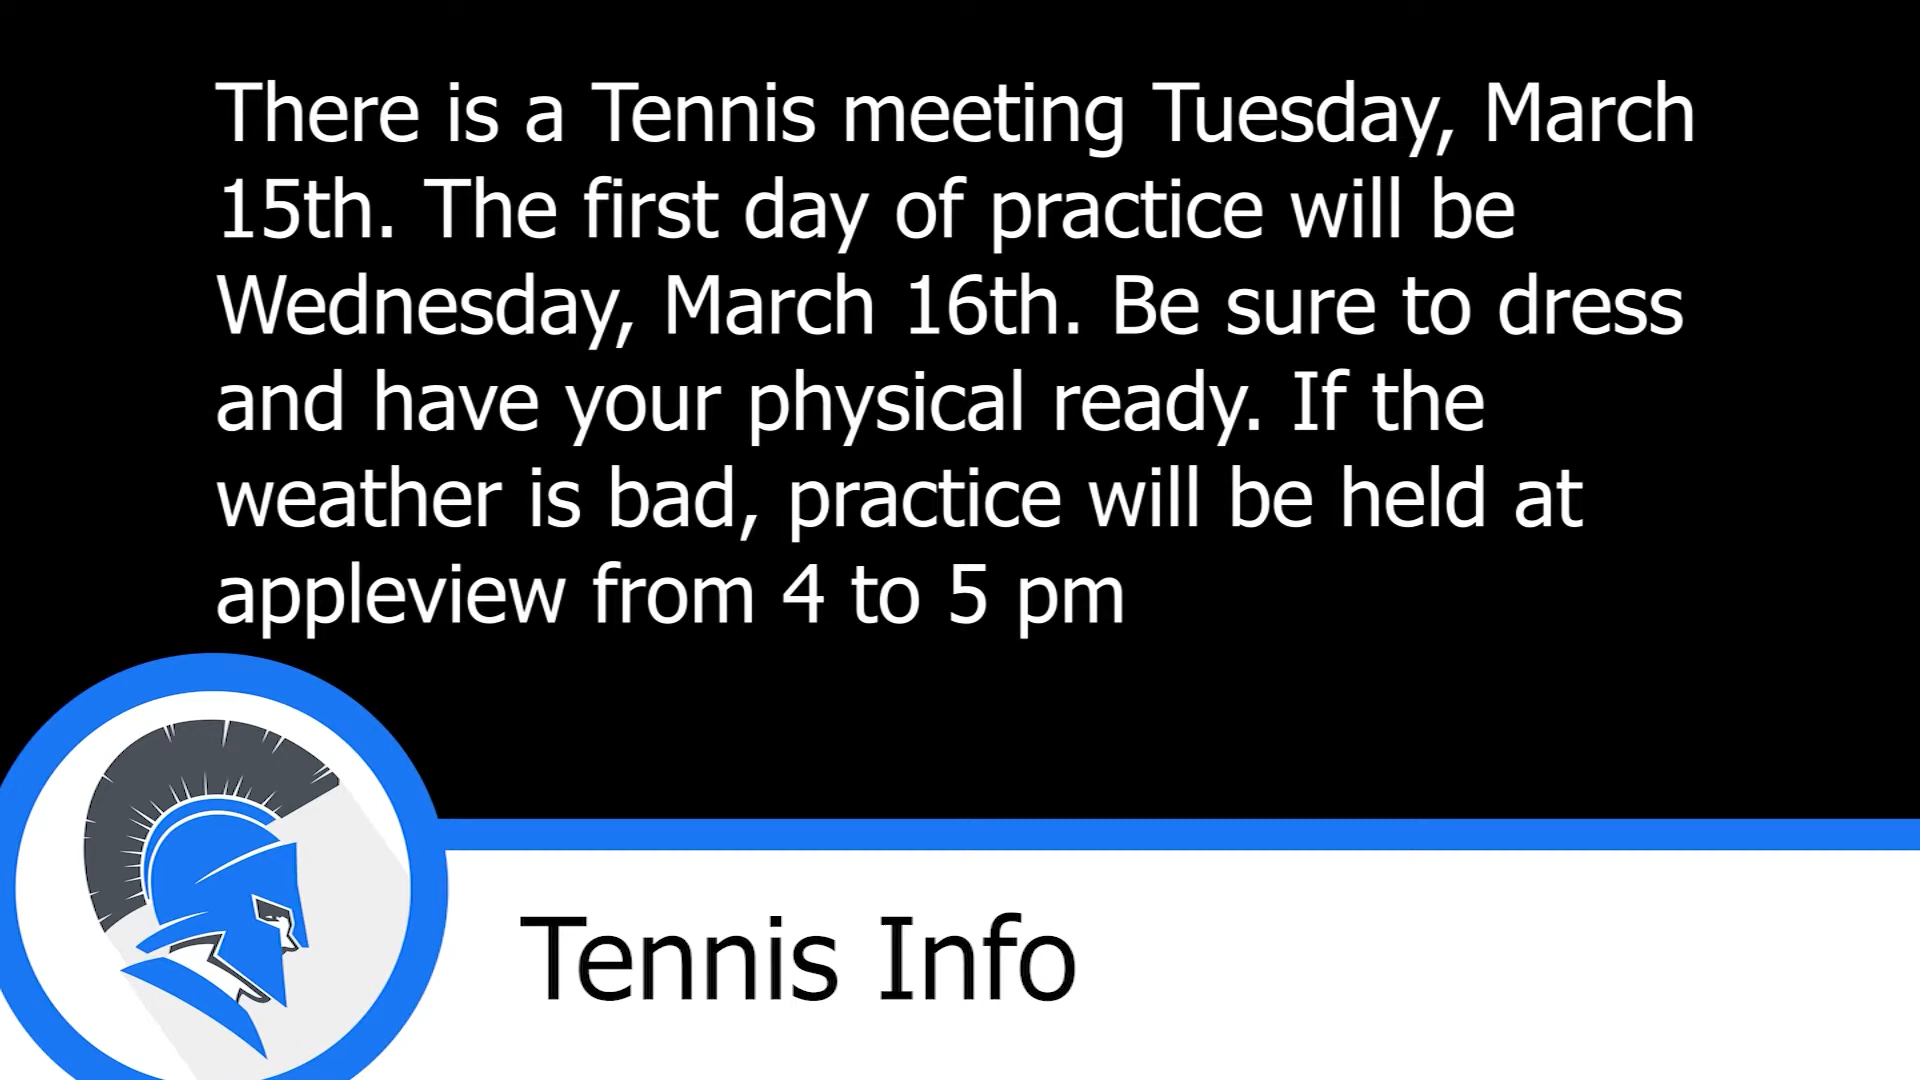 There is a Tennis meeting Tuesday, March
15th. The first day of practice will be
Wednesday, March 16th. Be sure to dress
and have your physical ready. If the
weather is bad, practice will be held at
appleview from 4 to 5 pm
Tennis Info